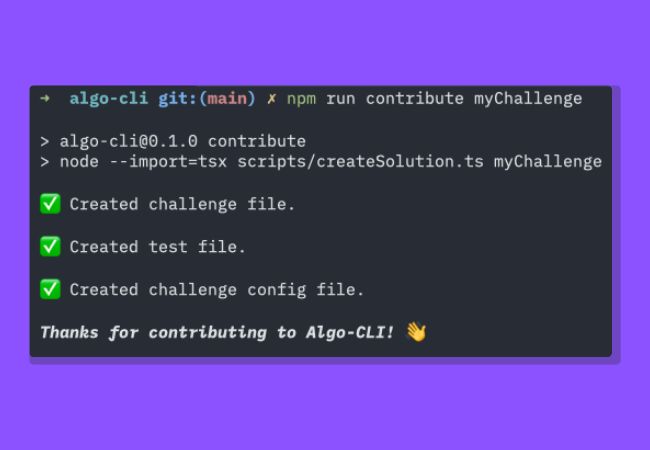 ➜ algo-cli git:(main) ✗ npm run contribute myChallenge
> algo-cli@0.1.0 contribute
> node --import=tsx scripts/createSolution.ts myChallenge
✅ Created challenge file.
✅ Created test file.
✅ Created challenge config file.
Thanks for contributing to Algo-CLI! 👋